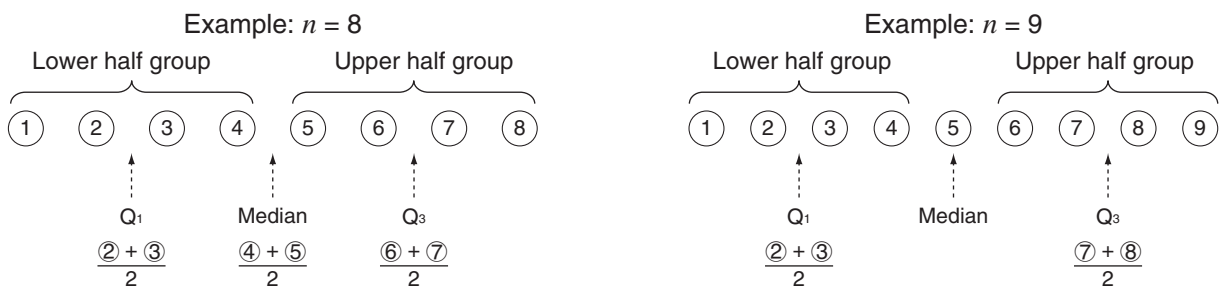 Example: n = 8
Lower half group Upper half group
① ② ③ ④ ⑤ ⑥ ⑦ ⑧
Q₁ Median Q₃
② + ③ ④ + ⑤ ⑥ + ⑦
2 2 2
Example: n = 9
Lower half group Upper half group
① ② ③ ④ ⑤ ⑥ ⑦ ⑧ ⑨
Q₁ Median Q₃
② + ③ ⑦ + ⑧
2 2